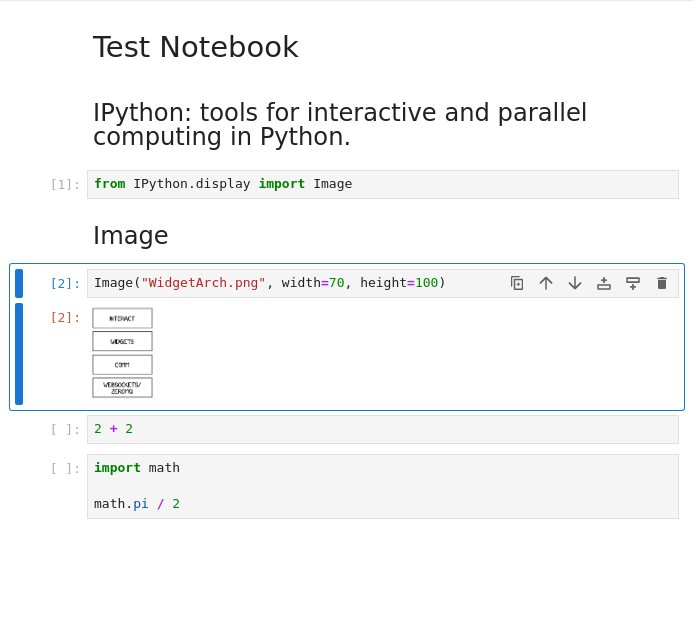 Test Notebook
IPython: tools for interactive and parallel
computing in Python.
[1]: from IPython.display import Image
Image
[2]: Image("WidgetArch.png", width=70, height=100)
[2]:
INTERACT
WIDGETS
COMM
WEBSOCKETS/
ZEROMQ
[ ]: 2 + 2
[ ]: import math
math.pi / 2